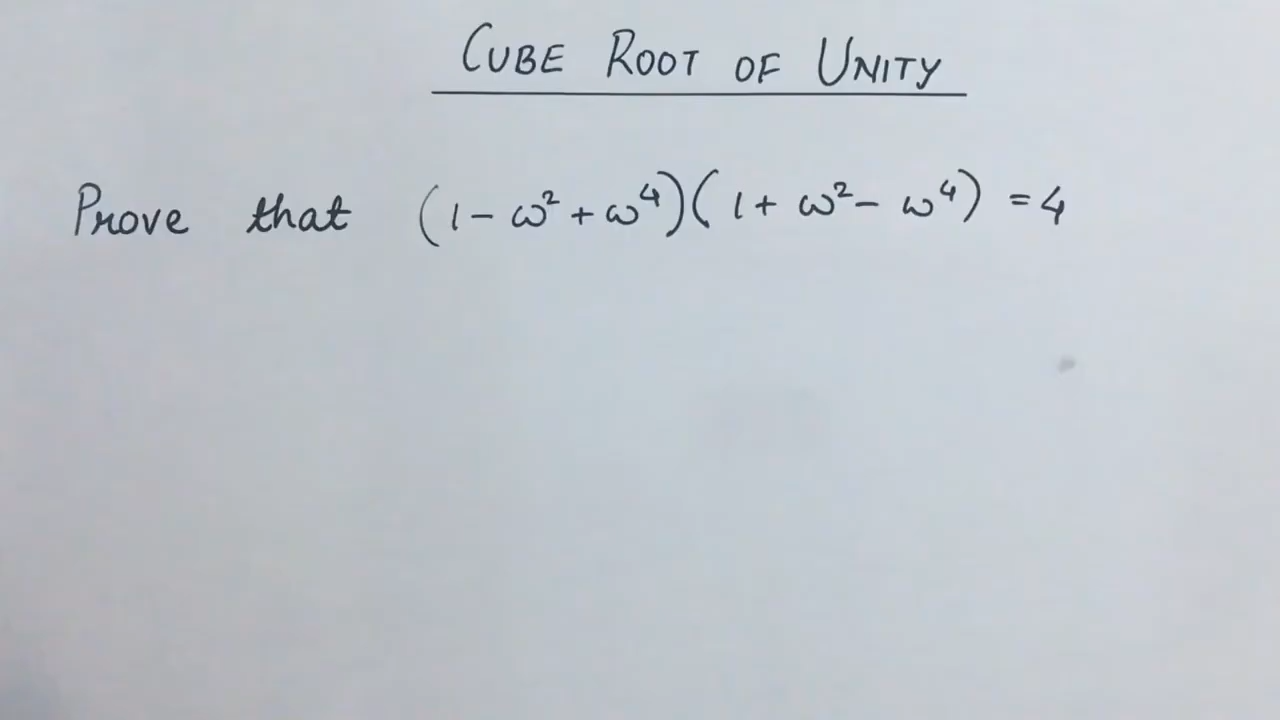 CUBE ROOT OF UNITY
Prove that (1 - ω² + ω⁴)(1 + ω² - ω⁴) = 4